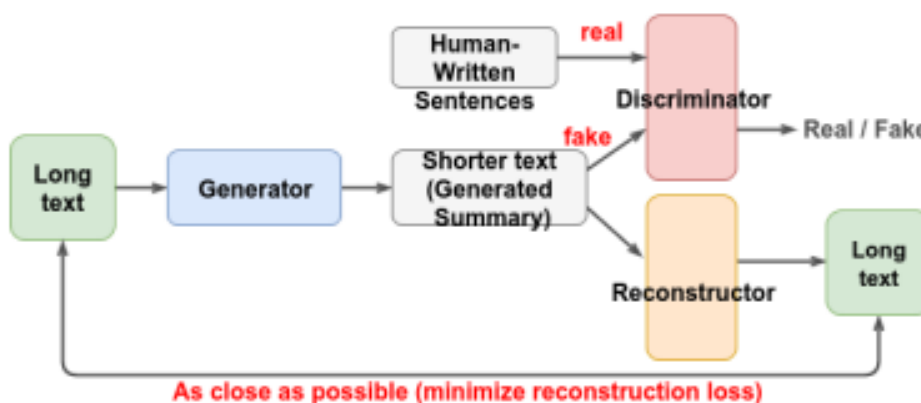 real
Human-
Written
Sentences
Discriminator
Real / Fake
fake
Long
text
Generator
Shorter text
(Generated
Summary)
Reconstructor
Long
text
As close as possible (minimize reconstruction loss)